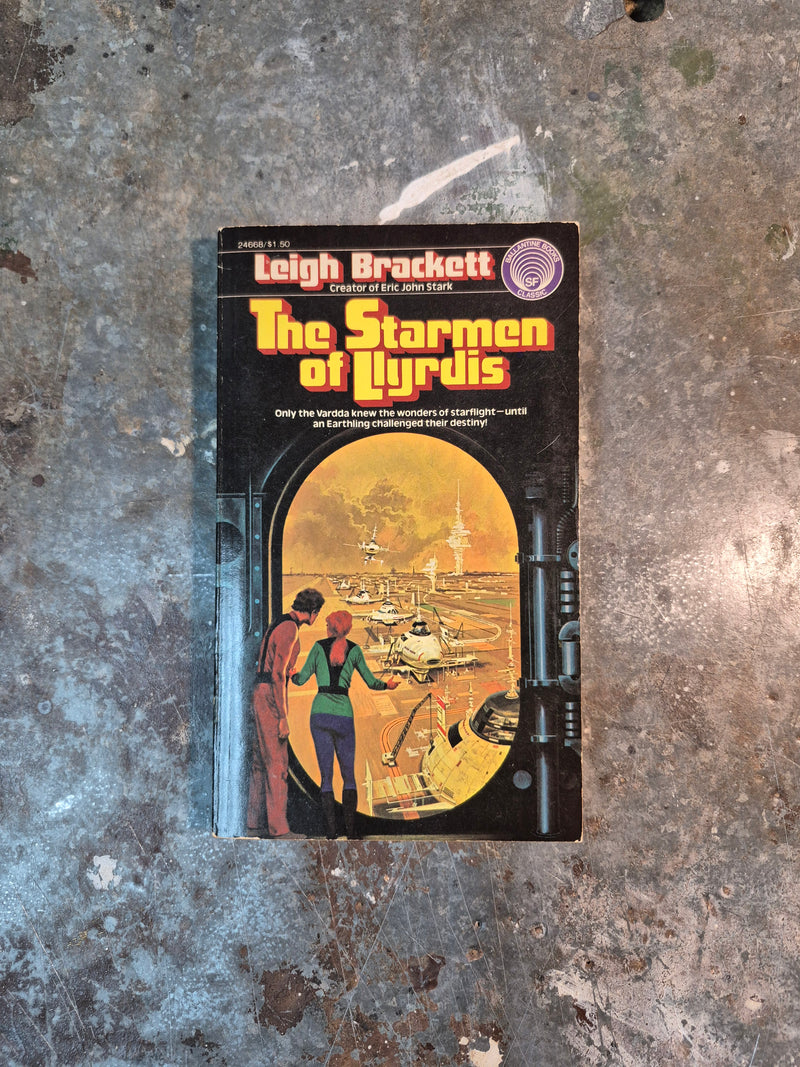 24668/$1.50
Leigh Brackett
Creator of Eric John Stark
BALLANTINE BOOKS
SF
CLASSIC
The Starmen
of Llyrdis
Only the Vardda knew the wonders of starflight—until
an Earthling challenged their destiny!